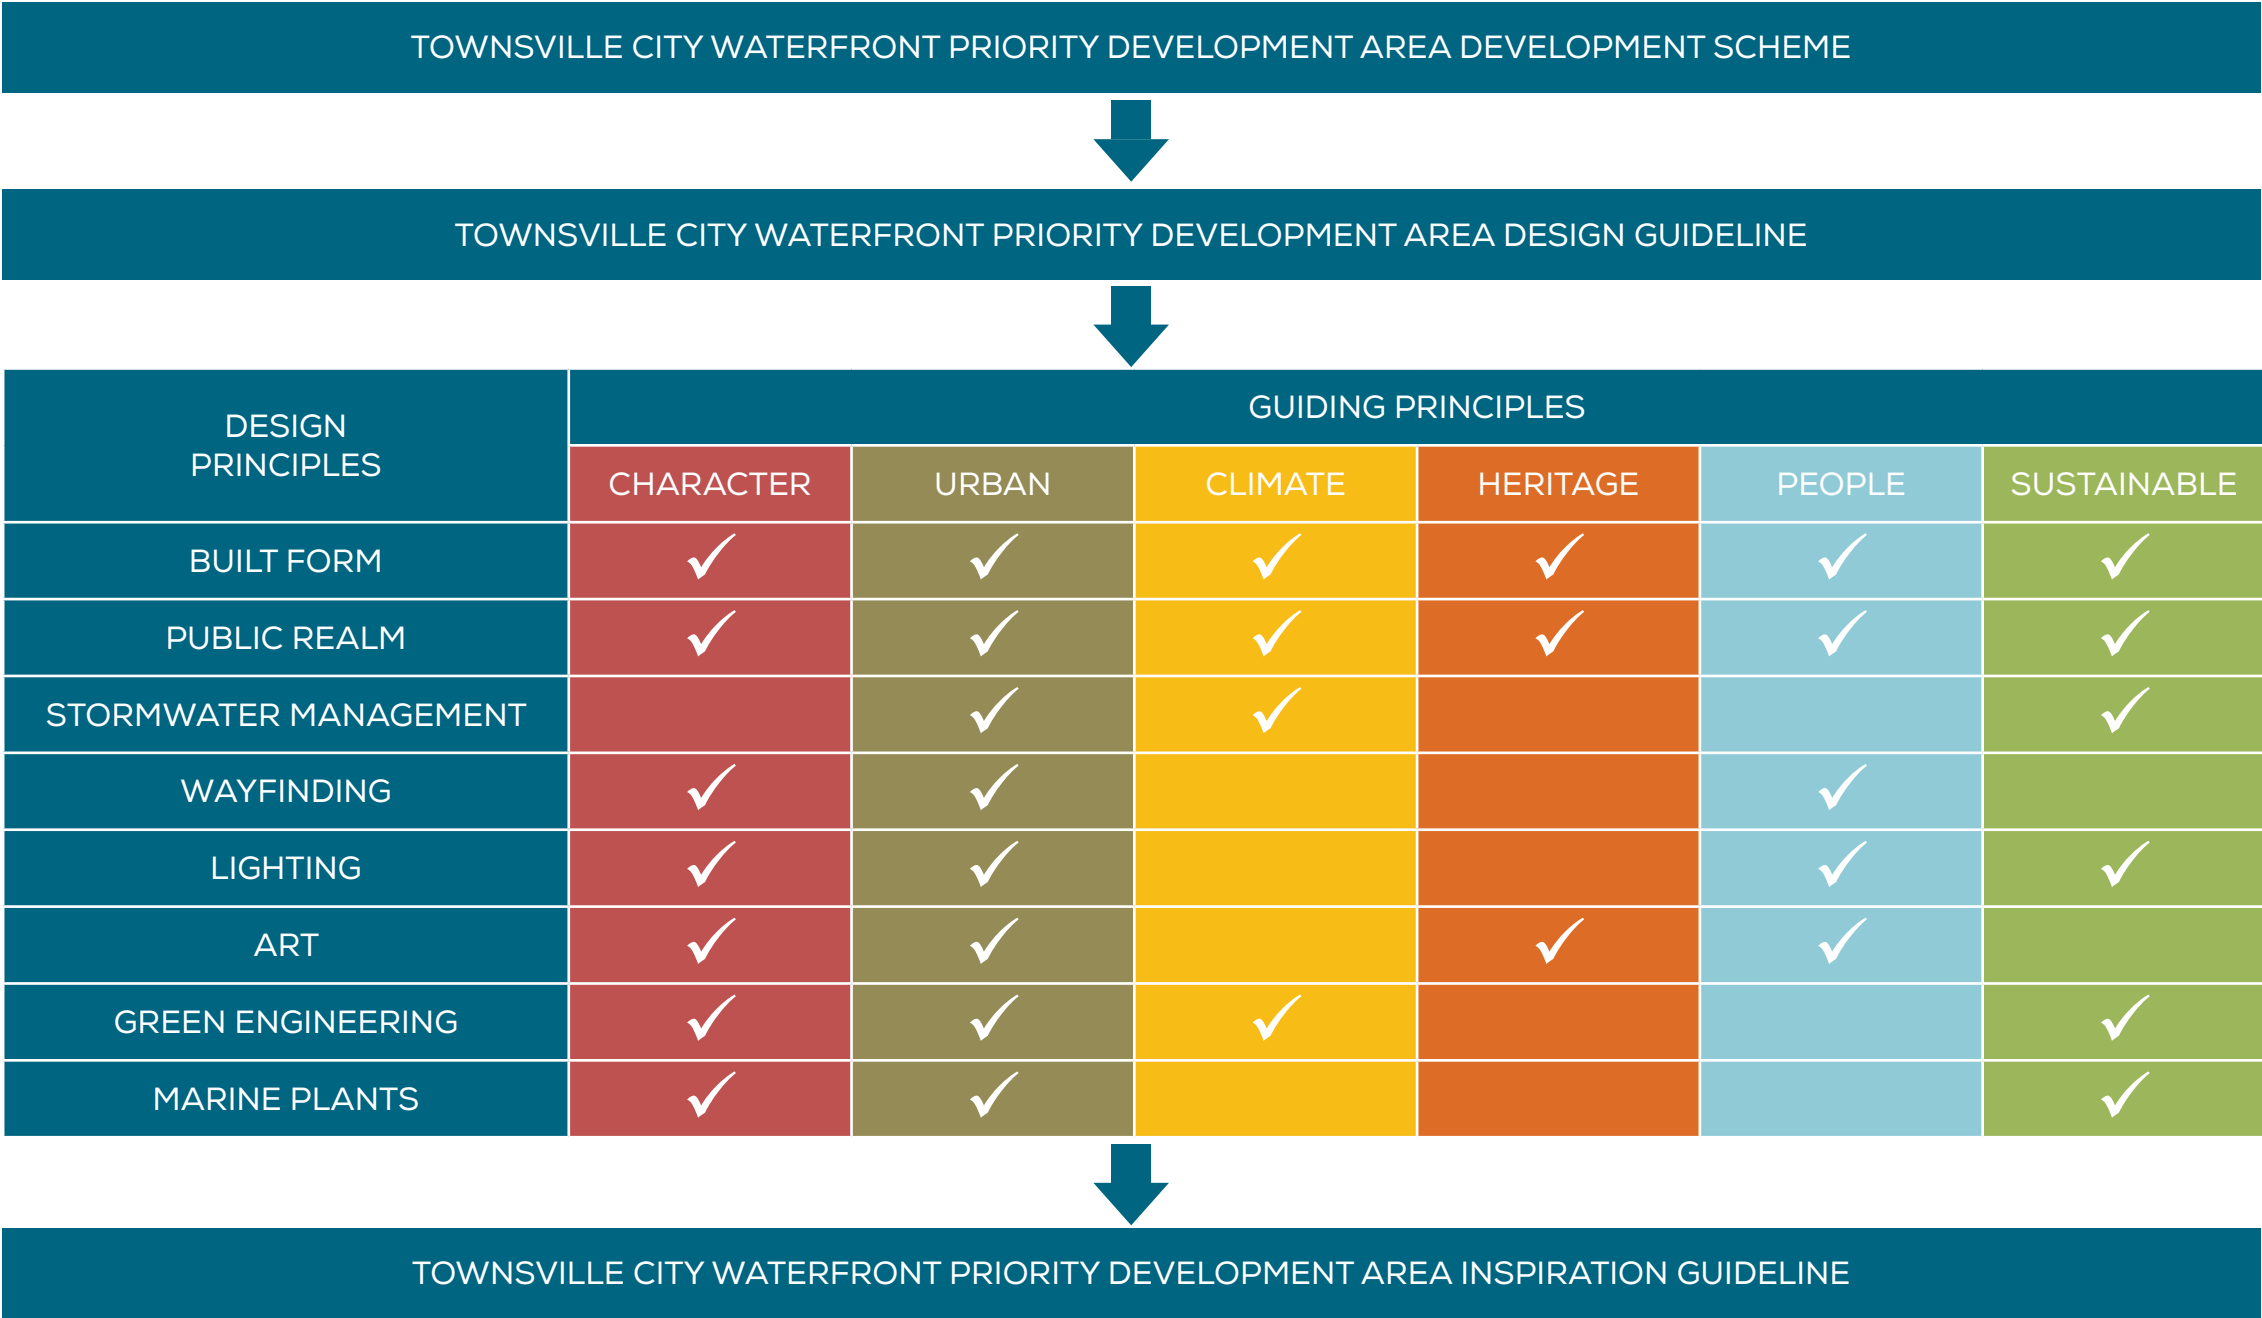 TOWNSVILLE CITY WATERFRONT PRIORITY DEVELOPMENT AREA DEVELOPMENT SCHEME
TOWNSVILLE CITY WATERFRONT PRIORITY DEVELOPMENT AREA DESIGN GUIDELINE
DESIGN
PRINCIPLES
GUIDING PRINCIPLES
CHARACTER URBAN CLIMATE HERITAGE PEOPLE SUSTAINABLE
BUILT FORM ✓ ✓ ✓ ✓ ✓ ✓
PUBLIC REALM ✓ ✓ ✓ ✓ ✓ ✓
STORMWATER MANAGEMENT ✓ ✓ ✓
WAYFINDING ✓ ✓ ✓
LIGHTING ✓ ✓ ✓ ✓
ART ✓ ✓ ✓ ✓
GREEN ENGINEERING ✓ ✓ ✓ ✓
MARINE PLANTS ✓ ✓ ✓
TOWNSVILLE CITY WATERFRONT PRIORITY DEVELOPMENT AREA INSPIRATION GUIDELINE